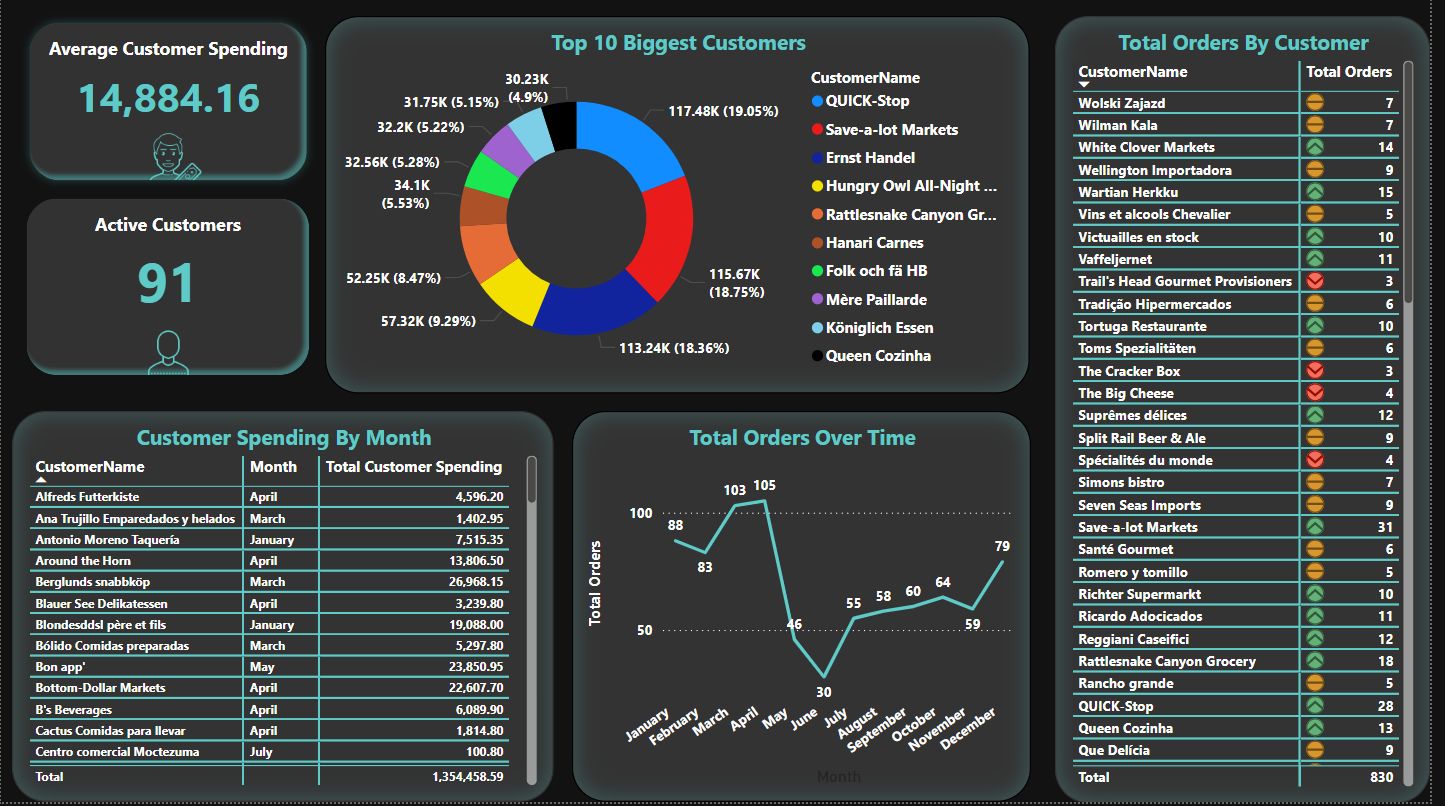 Average Customer Spending
14,884.16
Active Customers
91
Top 10 Biggest Customers
30.23K
(4.9%)
31.75K (5.15%)
32.2K (5.22%)
32.56K (5.28%)
34.1K
(5.53%)
52.25K (8.47%)
57.32K (9.29%)
113.24K (18.36%)
115.67K
(18.75%)
117.48K (19.05%)
CustomerName
QUICK-Stop
Save-a-lot Markets
Ernst Handel
Hungry Owl All-Night ...
Rattlesnake Canyon Gr...
Hanari Carnes
Folk och fä HB
Mère Paillarde
Königlich Essen
Queen Cozinha
Customer Spending By Month
CustomerName Month Total Customer Spending
Alfreds Futterkiste April 4,596.20
Ana Trujillo Emparedados y helados March 1,402.95
Antonio Moreno Taquería January 7,515.35
Around the Horn April 13,806.50
Berglunds snabbköp March 26,968.15
Blauer See Delikatessen April 3,239.80
Blondesddsl père et fils January 19,088.00
Bólido Comidas preparadas March 5,297.80
Bon app' May 23,850.95
Bottom-Dollar Markets April 22,607.70
B's Beverages April 6,089.90
Cactus Comidas para llevar April 1,814.80
Centro comercial Moctezuma July 100.80
Total 1,354,458.59
Total Orders Over Time
Total Orders
100
50
88
83
103
105
46
30
55
58
60
64
59
79
January
February
March
April
May
June
July
August
September
October
November
December
Month
Total Orders By Customer
CustomerName Total Orders
Wolski Zajazd 7
Wilman Kala 7
White Clover Markets 14
Wellington Importadora 9
Wartian Herkku 15
Vins et alcools Chevalier 5
Victuailles en stock 10
Vaffeljernet 11
Trail's Head Gourmet Provisioners 3
Tradição Hipermercados 6
Tortuga Restaurante 10
Toms Spezialitäten 6
The Cracker Box 3
The Big Cheese 4
Suprêmes délices 12
Split Rail Beer & Ale 9
Spécialités du monde 4
Simons bistro 7
Seven Seas Imports 9
Save-a-lot Markets 31
Santé Gourmet 6
Romero y tomillo 5
Richter Supermarkt 10
Ricardo Adocicados 11
Reggiani Caseifici 12
Rattlesnake Canyon Grocery 18
Rancho grande 5
QUICK-Stop 28
Queen Cozinha 13
Que Delícia 9
Total 830